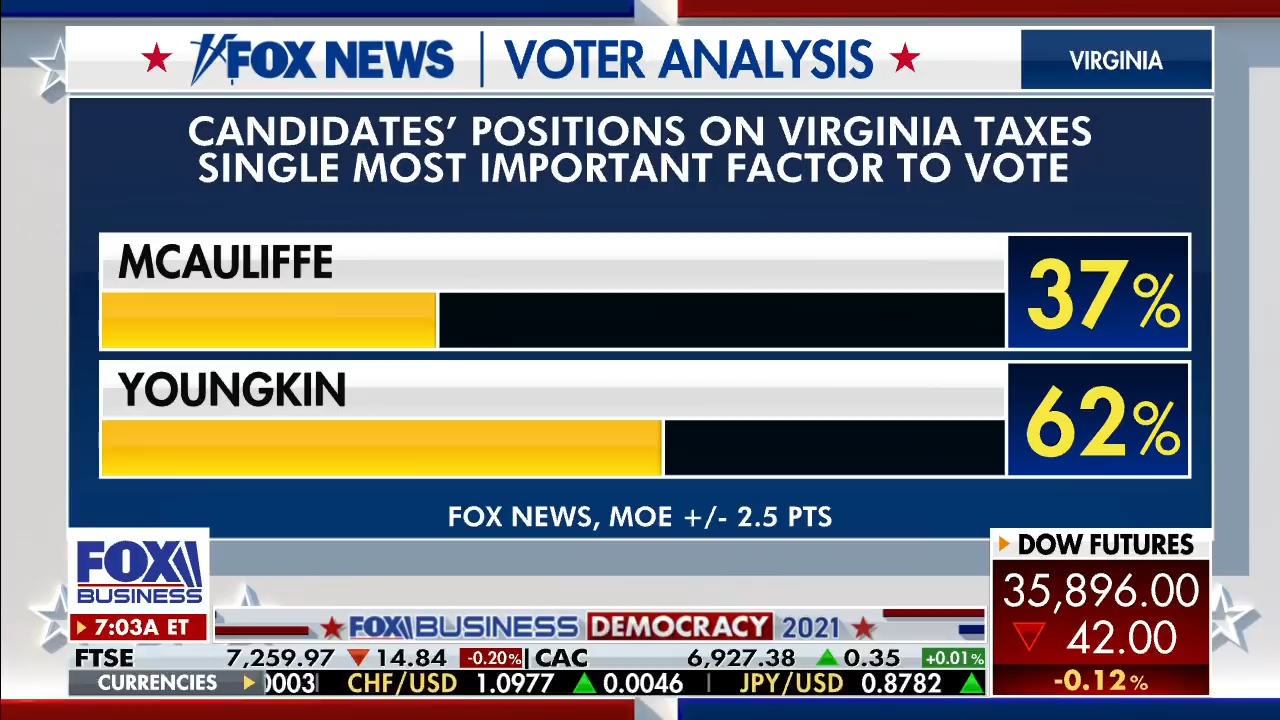 FOX NEWS
VOTER ANALYSIS
VIRGINIA
CANDIDATES' POSITIONS ON VIRGINIA TAXES
SINGLE MOST IMPORTANT FACTOR TO VOTE
MCAULIFFE
37%
YOUNGKIN
62%
FOX NEWS, MOE +/- 2.5 PTS
FOX
BUSINESS
7:03A ET
FOX BUSINESS DEMOCRACY 2021
DOW FUTURES
35,896.00
42.00
-0.12%
FTSE 7,259.97 14.84 -0.20% CAC 6,927.38 0.35 +0.01%
CURRENCIES 0003 CHF/USD 1.0977 0.0046 JPY/USD 0.8782